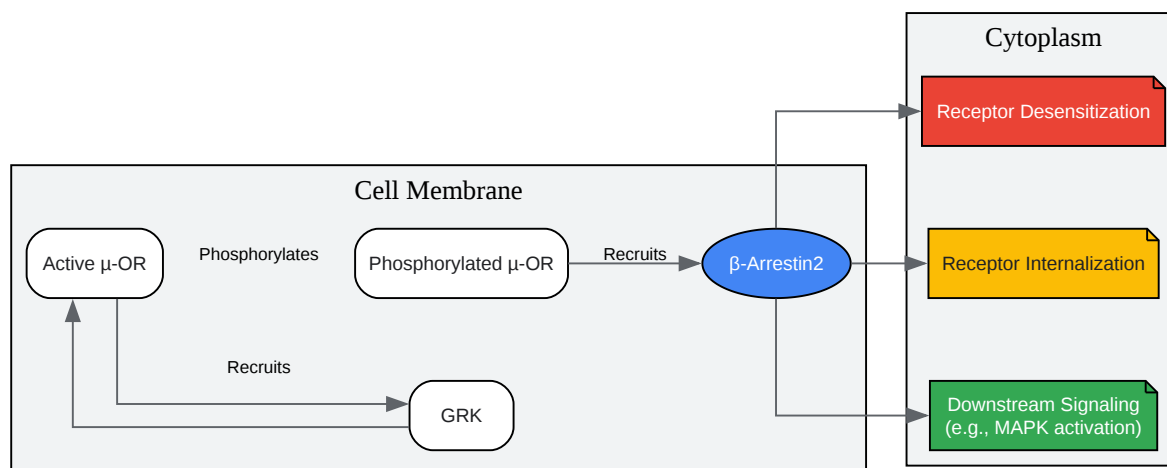 Cytoplasm
Receptor Desensitization
Cell Membrane
Active µ-OR
Phosphorylates
Phosphorylated µ-OR
Recruits
β-Arrestin2
Receptor Internalization
Recruits
GRK
Downstream Signaling
(e.g., MAPK activation)